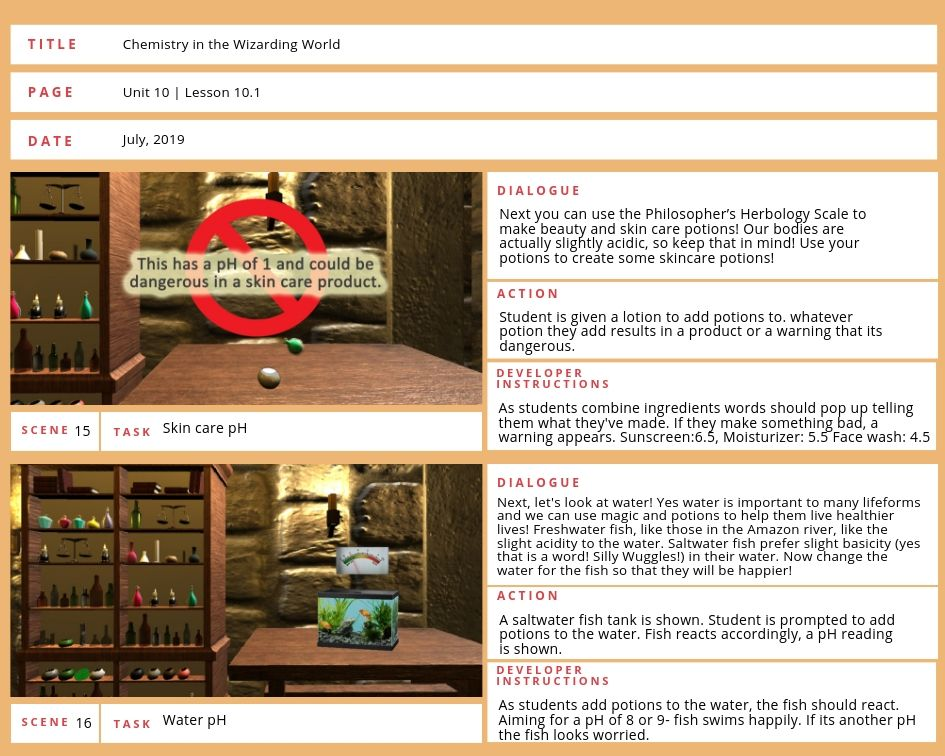 TITLE Chemistry in the Wizarding World
PAGE Unit 10 | Lesson 10.1
DATE July, 2019
This has a pH of 1 and could be
dangerous in a skin care product.
SCENE 15 TASK Skin care pH
DIALOGUE
Next you can use the Philosopher’s Herbology Scale to
make beauty and skin care potions! Our bodies are
actually slightly acidic, so keep that in mind! Use your
potions to create some skincare potions!
ACTION
Student is given a lotion to add potions to. whatever
potion they add results in a product or a warning that its
dangerous.
DEVELOPER
INSTRUCTIONS
As students combine ingredients words should pop up telling
them what they've made. If they make something bad, a
warning appears. Sunscreen:6.5, Moisturizer: 5.5 Face wash: 4.5
SCENE 16 TASK Water pH
DIALOGUE
Next, let's look at water! Yes water is important to many lifeforms
and we can use magic and potions to help them live healthier
lives! Freshwater fish, like those in the Amazon river, like the
slight acidity to the water. Saltwater fish prefer slight basicity (yes
that is a word! Silly Wuggles!) in their water. Now change the
water for the fish so that they will be happier!
ACTION
A saltwater fish tank is shown. Student is prompted to add
potions to the water. Fish reacts accordingly, a pH reading
is shown.
DEVELOPER
INSTRUCTIONS
As students add potions to the water, the fish should react.
Aiming for a pH of 8 or 9- fish swims happily. If its another pH
the fish looks worried.